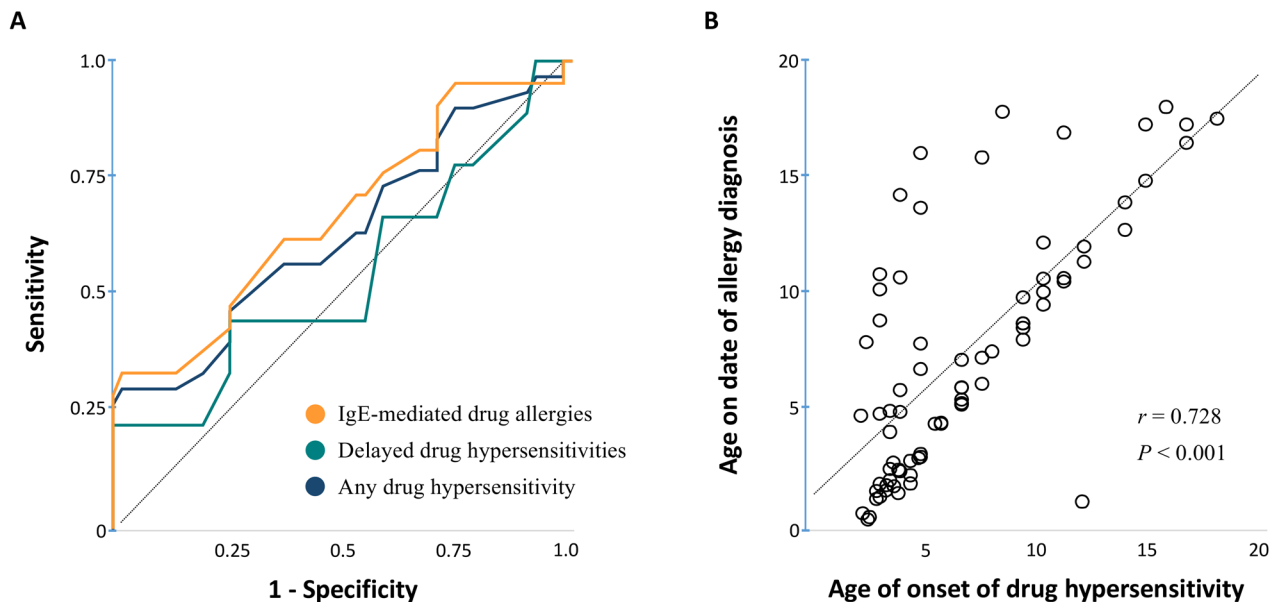 A
B
1.0
0.75
0.5
0.25
0
Sensitivity
0.25
0.5
0.75
1.0
1 - Specificity
IgE-mediated drug allergies
Delayed drug hypersensitivities
Any drug hypersensitivity
20
15
10
5
0
Age on date of allergy diagnosis
5
10
15
20
Age of onset of drug hypersensitivity
r = 0.728
P < 0.001